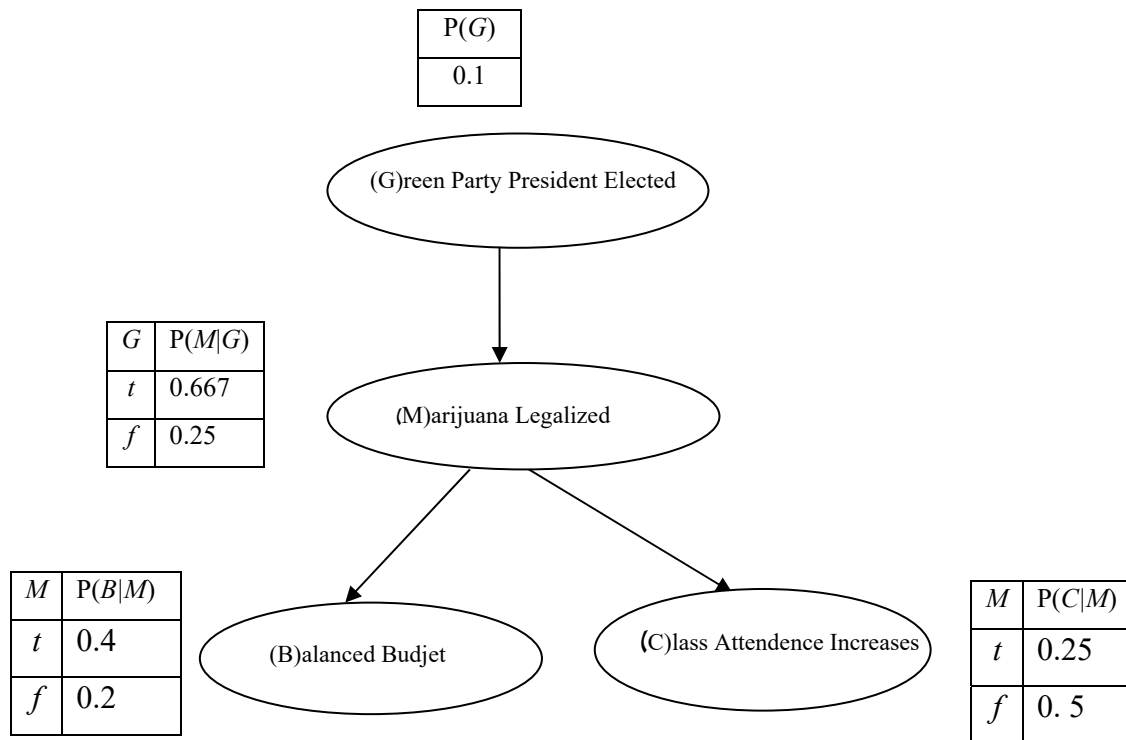 P(G)
0.1
(G)reen Party President Elected
G P(M|G)
t 0.667
f 0.25
(M)arijuana Legalized
M P(B|M)
t 0.4
f 0.2
(B)alanced Budjet
(C)lass Attendence Increases
M P(C|M)
t 0.25
f 0. 5